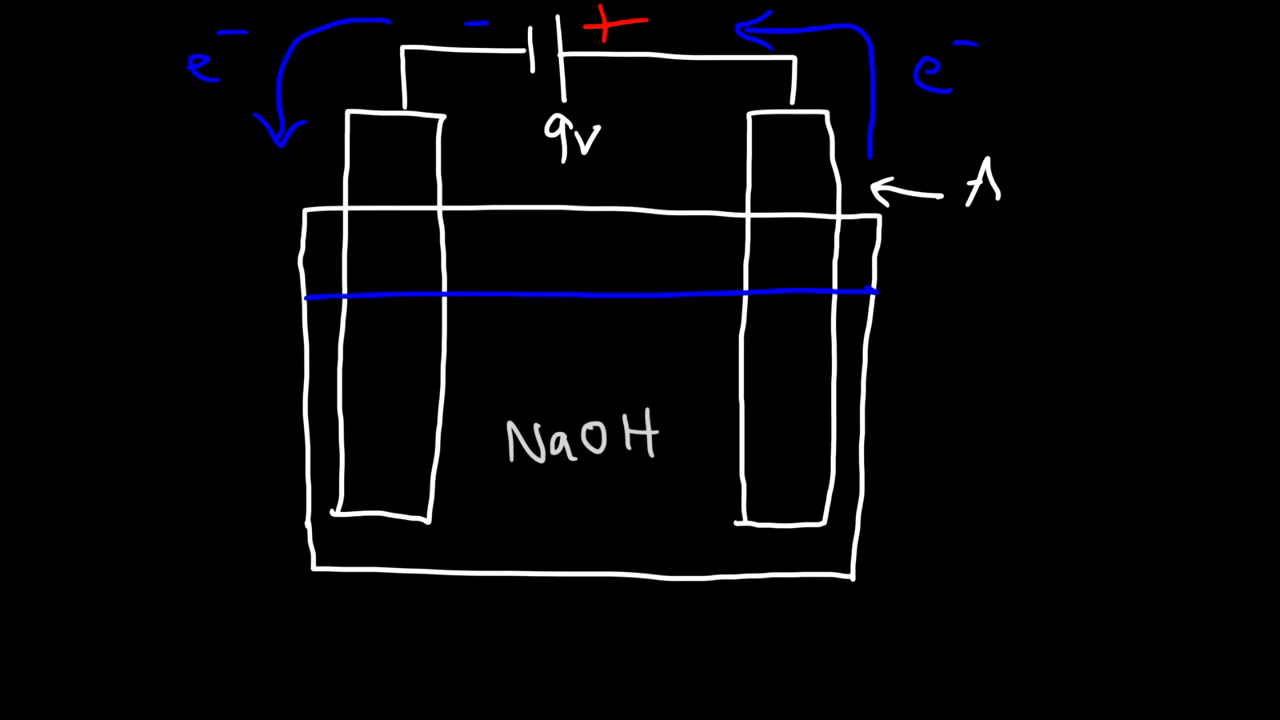 e⁻ - + e⁻
9v
← A
NaOH